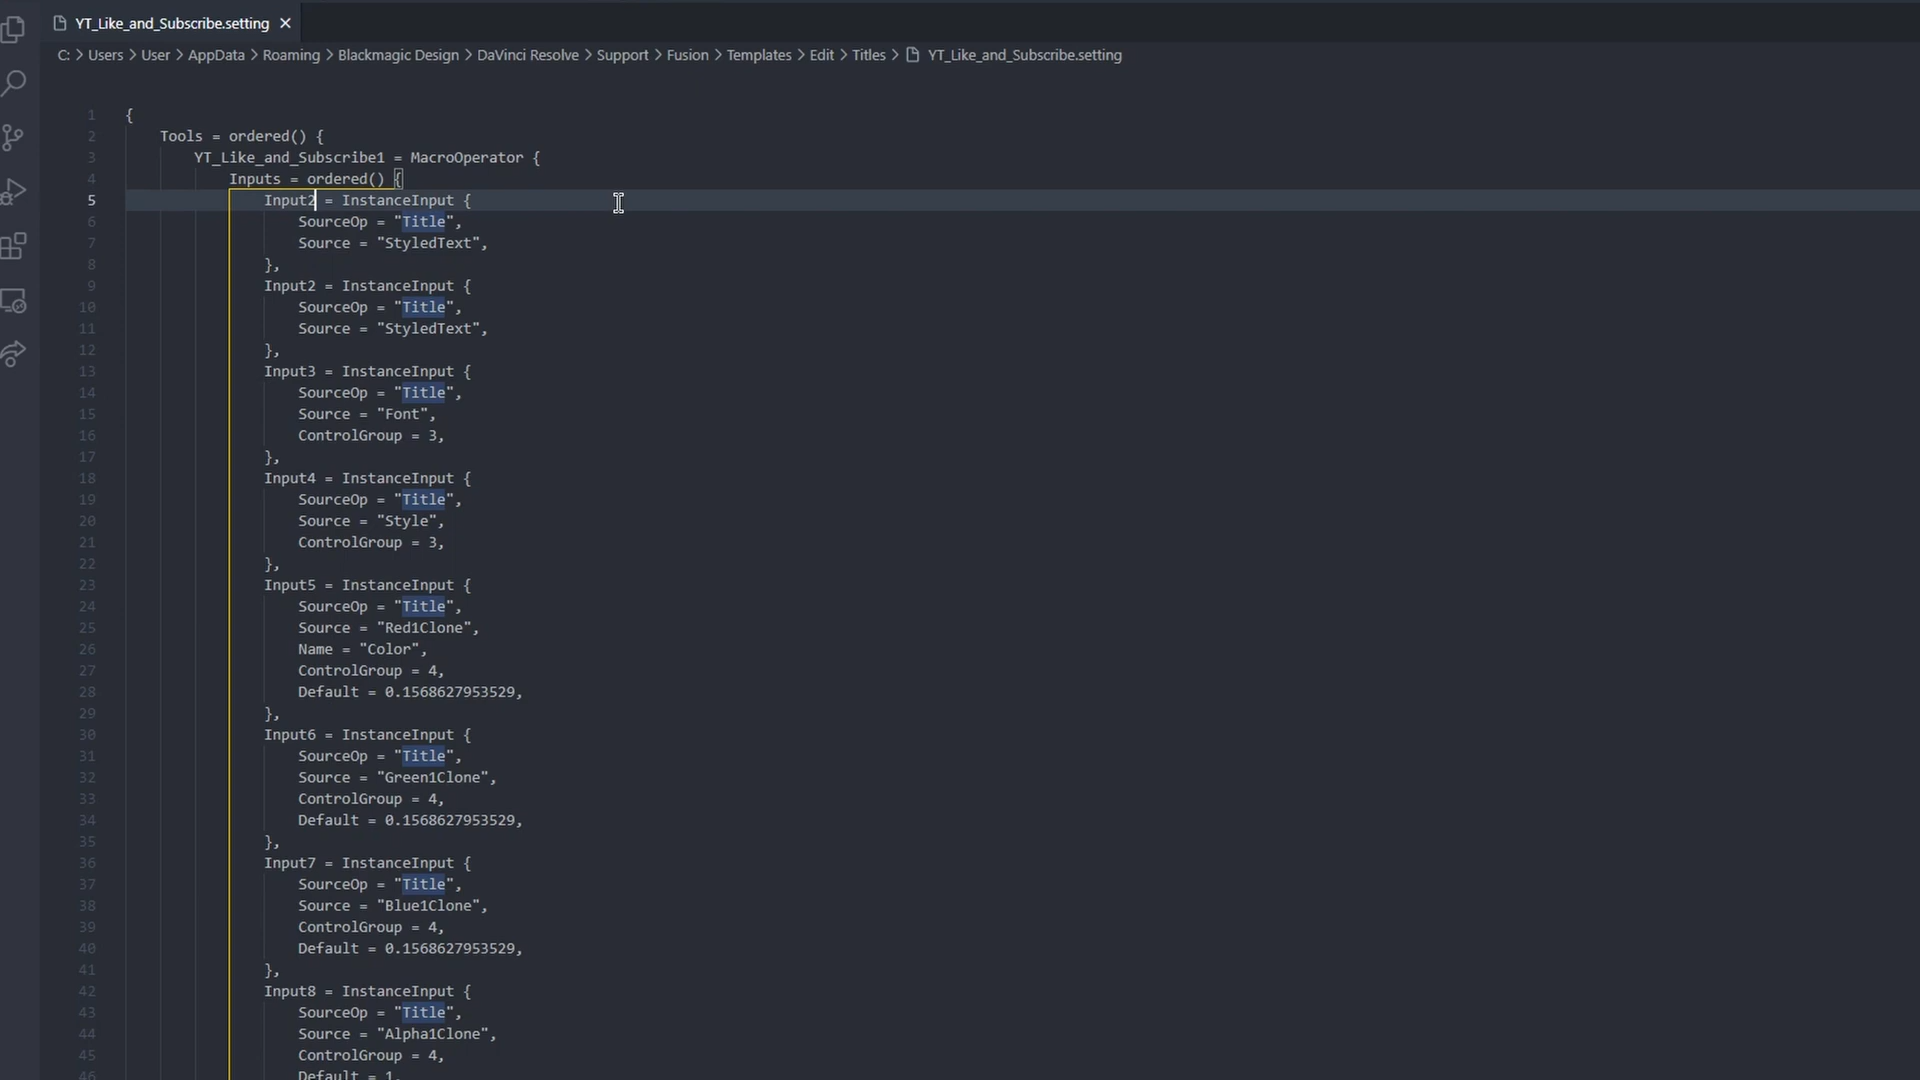 YT_Like_and_Subscribe.setting
C: > Users > User > AppData > Roaming > Blackmagic Design > DaVinci Resolve > Support > Fusion > Templates > Edit > Titles > YT_Like_and_Subscribe.setting
1 {
2 Tools = ordered() {
3 YT_Like_and_Subscribe1 = MacroOperator {
4 Inputs = ordered() {
5 Input2 = InstanceInput {
6 SourceOp = "Title",
7 Source = "StyledText",
8 },
9 Input2 = InstanceInput {
10 SourceOp = "Title",
11 Source = "StyledText",
12 },
13 Input3 = InstanceInput {
14 SourceOp = "Title",
15 Source = "Font",
16 ControlGroup = 3,
17 },
18 Input4 = InstanceInput {
19 SourceOp = "Title",
20 Source = "Style",
21 ControlGroup = 3,
22 },
23 Input5 = InstanceInput {
24 SourceOp = "Title",
25 Source = "Red1Clone",
26 Name = "Color",
27 ControlGroup = 4,
28 Default = 0.1568627953529,
29 },
30 Input6 = InstanceInput {
31 SourceOp = "Title",
32 Source = "Green1Clone",
33 ControlGroup = 4,
34 Default = 0.1568627953529,
35 },
36 Input7 = InstanceInput {
37 SourceOp = "Title",
38 Source = "Blue1Clone",
39 ControlGroup = 4,
40 Default = 0.1568627953529,
41 },
42 Input8 = InstanceInput {
43 SourceOp = "Title",
44 Source = "Alpha1Clone",
45 ControlGroup = 4,
46 Default = 1,